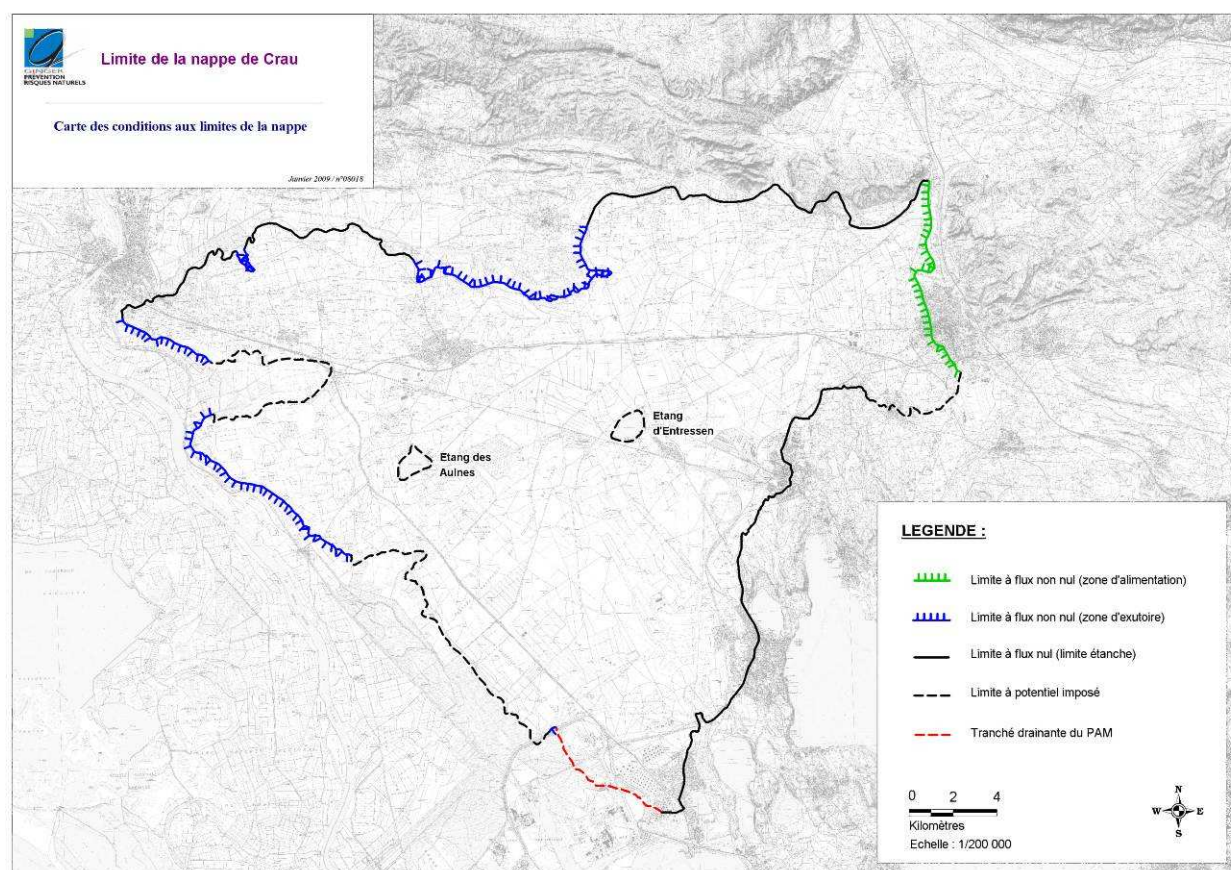 GINGER
PREVENTION
RISQUES NATURELS
Limite de la nappe de Crau
Carte des conditions aux limites de la nappe
Janvier 2009 / n°08018
Etang
d'Entressen
Etang des
Aulnes
LEGENDE :
Limite à flux non nul (zone d'alimentation)
Limite à flux non nul (zone d'exutoire)
Limite à flux nul (limite étanche)
Limite à potentiel imposé
Tranché drainante du PAM
0 2 4
Kilomètres
Echelle : 1/200 000
N
W E
S